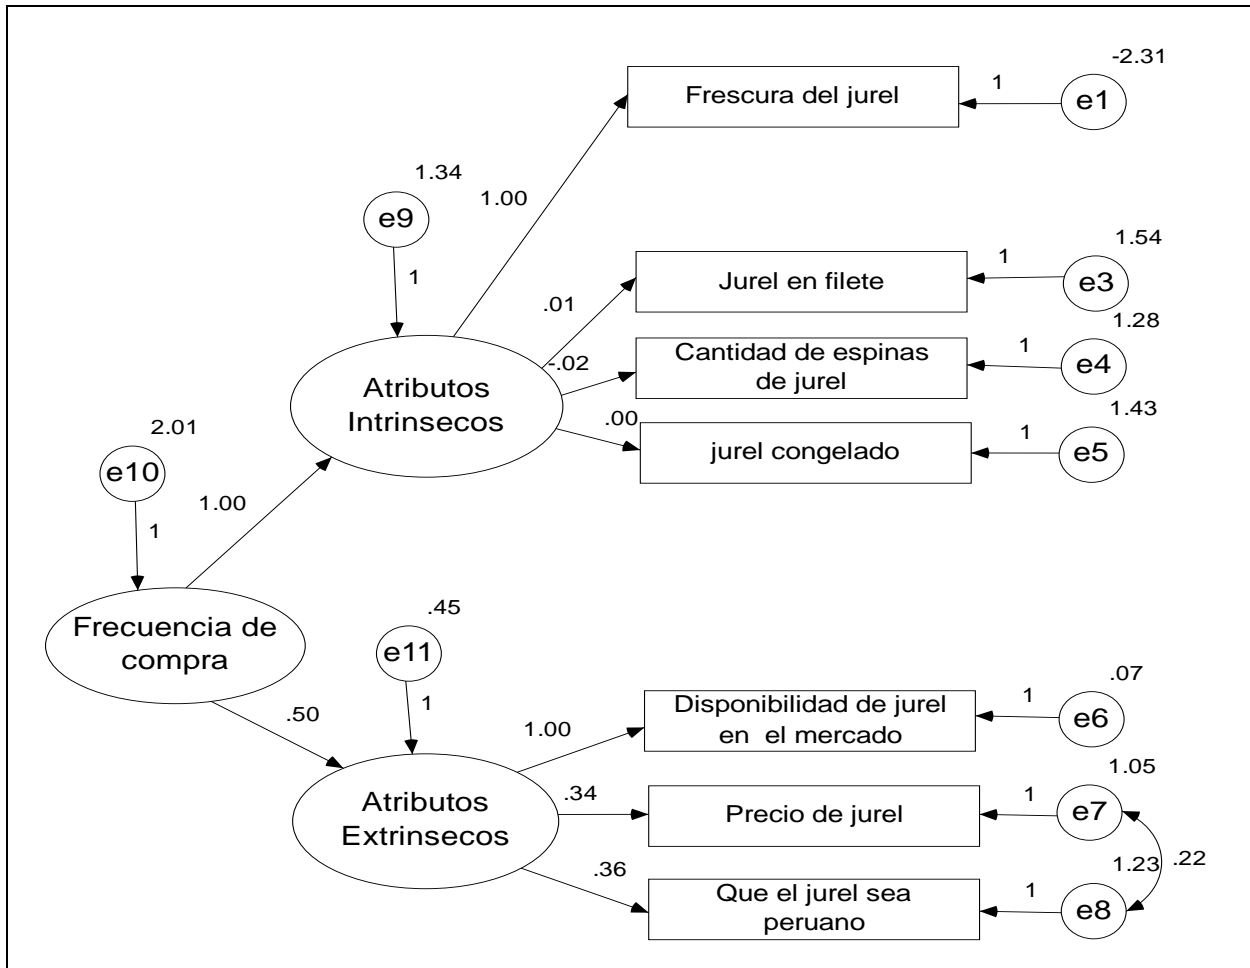 -2.31
Frescura del jurel
1
e1
1.34
1.00
e9
1
1.54
1
Jurel en filete
e3
.01
1.28
Cantidad de espinas
de jurel
1
e4
-.02
Atributos
Intrinsecos
.00
1.43
jurel congelado
1
e5
2.01
e10
1.00
1
Frecuencia de
compra
.45
e11
1
.50
.07
Disponibilidad de jurel
en el mercado
1
e6
1.00
1.05
Atributos
Extrinsecos
.34
Precio de jurel
1
e7
.22
.36
1.23
Que el jurel sea
peruano
1
e8